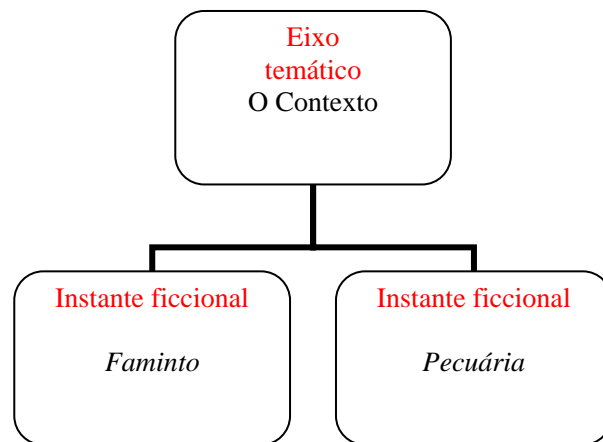 Eixo
temático
O Contexto
Instante ficcional
Faminto
Instante ficcional
Pecuária